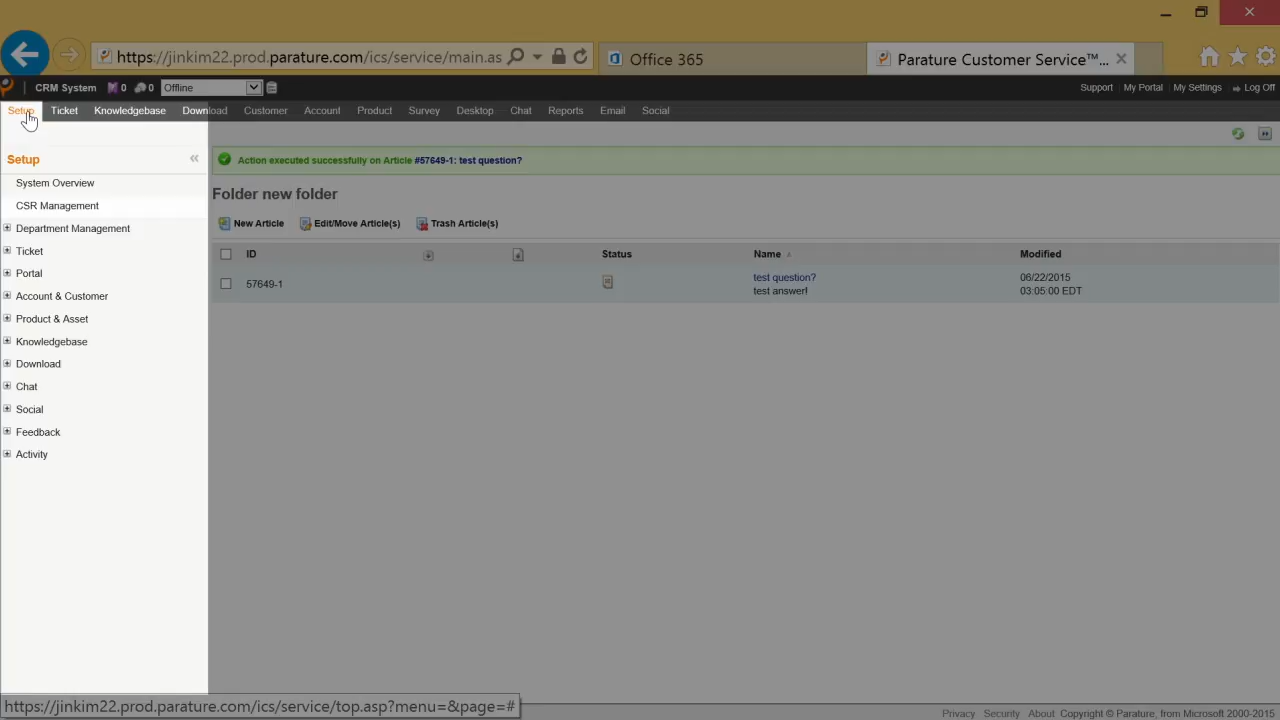 https://jinkim22.prod.parature.com/ics/service/main.as
Office 365
Parature Customer Service™...
CRM System 0 0 Offline
Support My Portal My Settings Log Off
Setup Ticket Knowledgebase Download Customer Account Product Survey Desktop Chat Reports Email Social
Setup
System Overview
CSR Management
Department Management
Ticket
Portal
Account & Customer
Product & Asset
Knowledgebase
Download
Chat
Social
Feedback
Activity
Action executed successfully on Article #57649-1: test question?
Folder new folder
New Article Edit/Move Article(s) Trash Article(s)
ID Status Name Modified
57649-1 test question? 06/22/2015
test answer! 03:05:00 EDT
https://jinkim22.prod.parature.com/ics/service/top.asp?menu=&page=#
Privacy Security About Copyright © Parature, from Microsoft 2000-2015